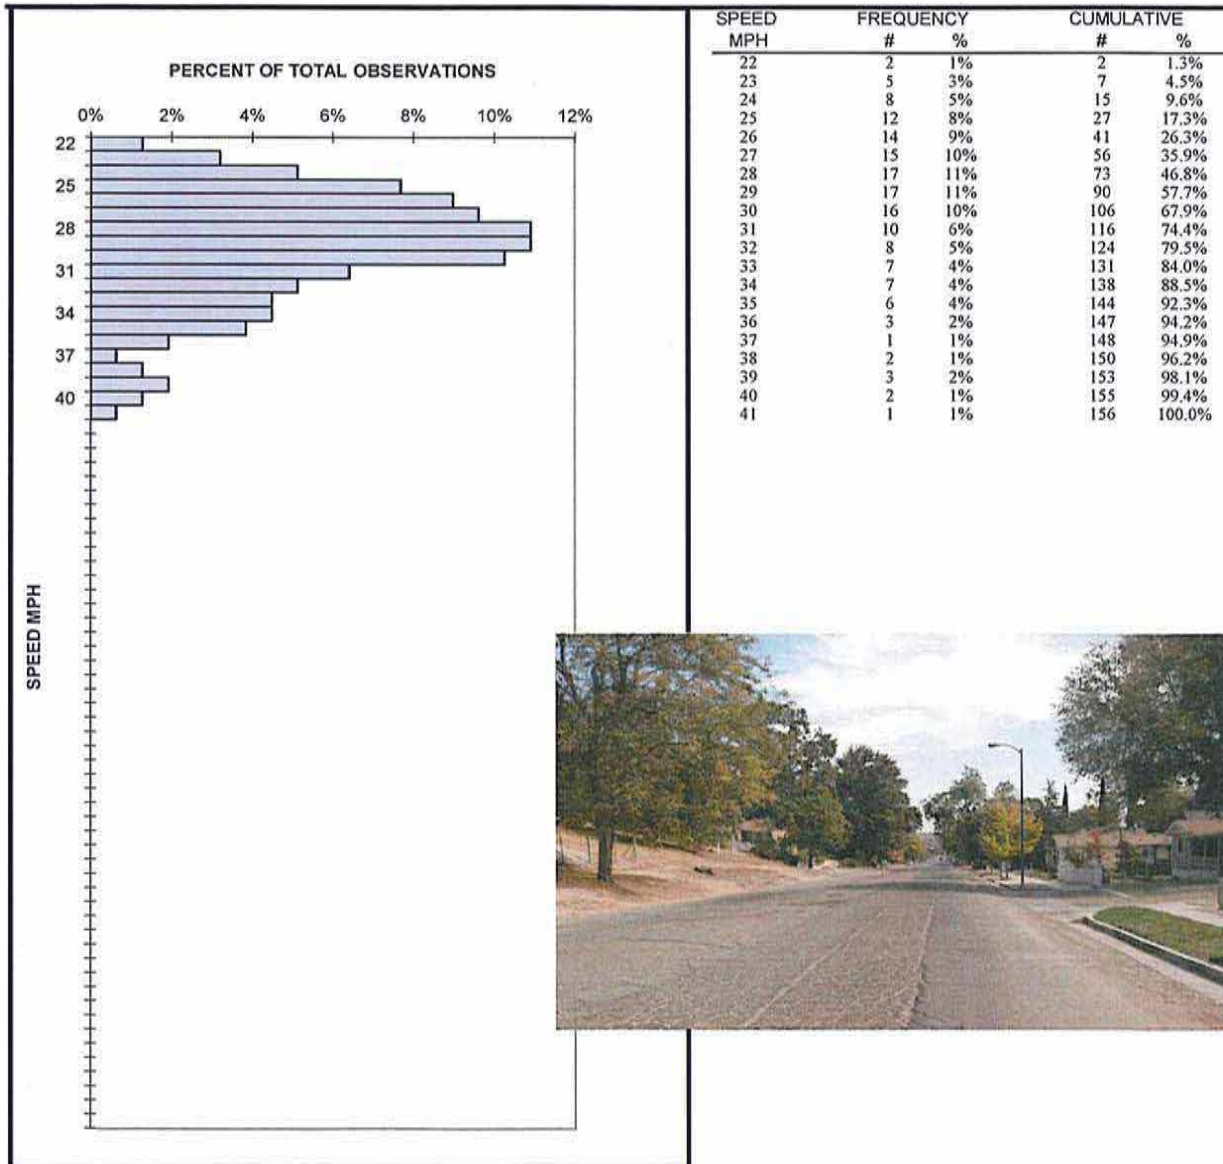 PERCENT OF TOTAL OBSERVATIONS
0% 2% 4% 6% 8% 10% 12%
22
25
28
31
34
37
40
SPEED MPH
SPEED FREQUENCY CUMULATIVE
MPH # % # %
22 2 1% 2 1.3%
23 5 3% 7 4.5%
24 8 5% 15 9.6%
25 12 8% 27 17.3%
26 14 9% 41 26.3%
27 15 10% 56 35.9%
28 17 11% 73 46.8%
29 17 11% 90 57.7%
30 16 10% 106 67.9%
31 10 6% 116 74.4%
32 8 5% 124 79.5%
33 7 4% 131 84.0%
34 7 4% 138 88.5%
35 6 4% 144 92.3%
36 3 2% 147 94.2%
37 1 1% 148 94.9%
38 2 1% 150 96.2%
39 3 2% 153 98.1%
40 2 1% 155 99.4%
41 1 1% 156 100.0%